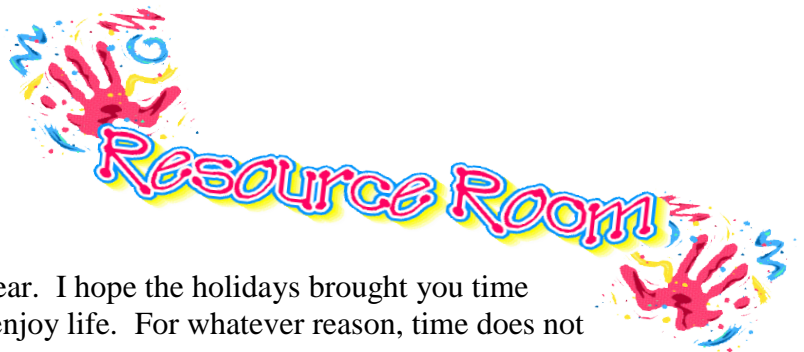 Resource Room
ear. I hope the holidays brought you time
enjoy life. For whatever reason, time does not